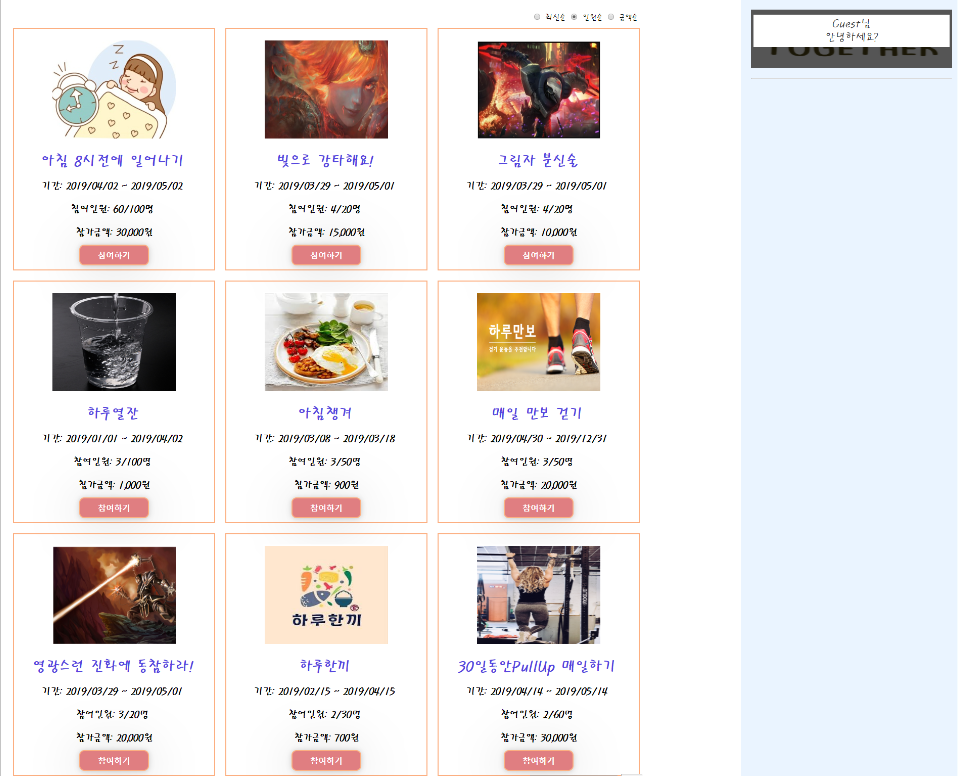 최신순 인원순 금액순
Guest님
안녕하세요?
TOGETHER
아침 8시전에 일어나기
기간: 2019/04/02 ~ 2019/05/02
참여인원: 60/100명
참가금액: 30,000원
참여하기
빛으로 강타해요!
기간: 2019/03/29 ~ 2019/05/01
참여인원: 4/20명
참가금액: 15,000원
참여하기
그림자 분신술
기간: 2019/03/29 ~ 2019/05/01
참여인원: 4/20명
참가금액: 10,000원
참여하기
하루열잔
기간: 2019/01/01 ~ 2019/04/02
참여인원: 3/100명
참가금액: 1,000원
참여하기
아침챙겨
기간: 2019/03/08 ~ 2019/03/18
참여인원: 3/50명
참가금액: 900원
참여하기
하루만보
걷기 운동을 추천합니다
매일 만보 걷기
기간: 2019/04/30 ~ 2019/12/31
참여인원: 3/50명
참가금액: 20,000원
참여하기
영광스런 진화에 동참하라!
기간: 2019/03/29 ~ 2019/05/01
참여인원: 3/20명
참가금액: 20,000원
참여하기
하루한끼
하루한끼
기간: 2019/02/15 ~ 2019/04/15
참여인원: 2/30명
참가금액: 700원
참여하기
30일동안PullUp 매일하기
기간: 2019/04/14 ~ 2019/05/14
참여인원: 2/60명
참가금액: 30,000원
참여하기